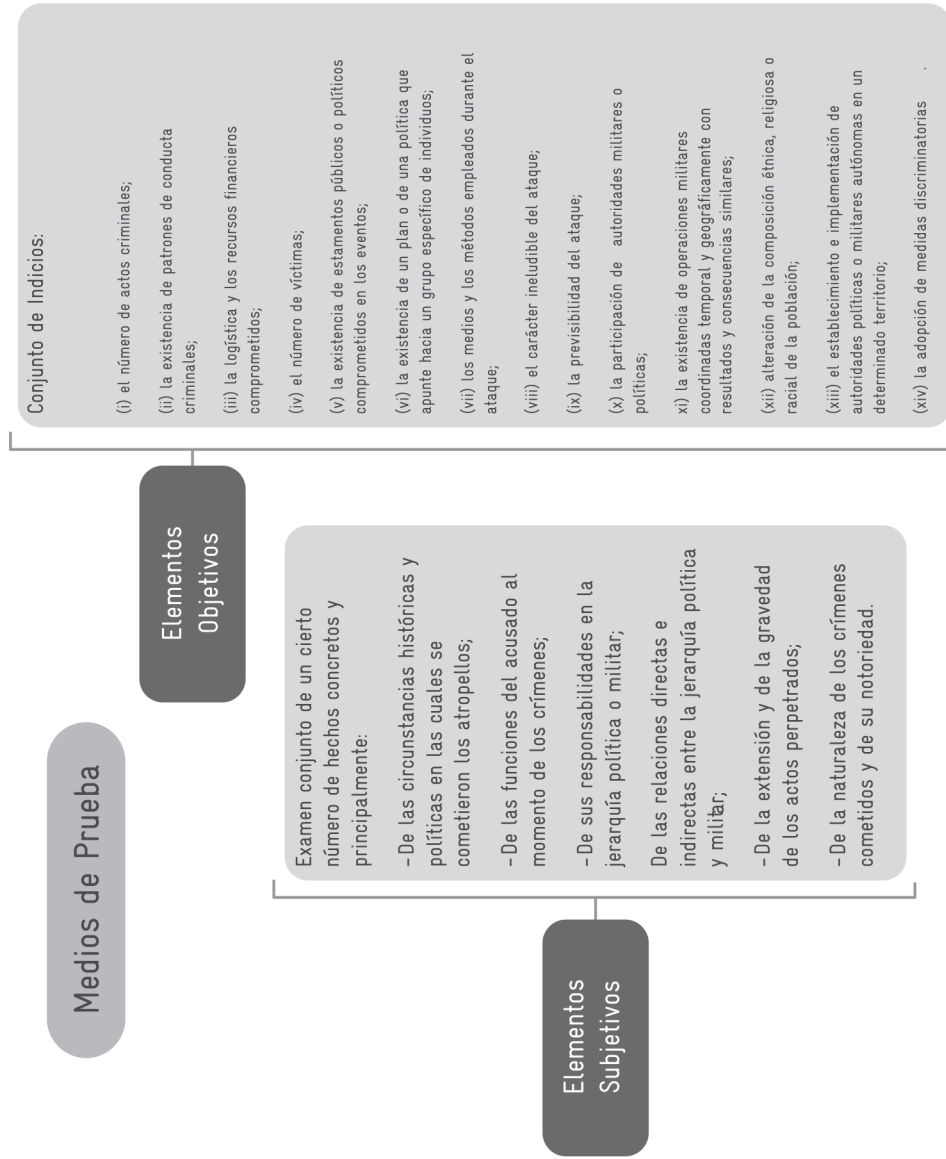 Medios de Prueba
Elementos
Objetivos
Conjunto de Indicios:
(i) el número de actos criminales;
(ii) la existencia de patrones de conducta
criminales;
(iii) la logística y los recursos financieros
comprometidos;
(iv) el número de víctimas;
(v) la existencia de estamentos públicos o políticos
comprometidos en los eventos;
(vi) la existencia de un plan o de una política que
apunte hacia un grupo específico de individuos;
(vii) los medios y los métodos empleados durante el
ataque;
(viii) el carácter ineludible del ataque;
(ix) la previsibilidad del ataque;
(x) la participación de autoridades militares o
políticas;
xi) la existencia de operaciones militares
coordinadas temporal y geográficamente con
resultados y consecuencias similares;
(xii) alteración de la composición étnica, religiosa o
racial de la población;
(xiii) el establecimiento e implementación de
autoridades políticas o militares autónomas en un
determinado territorio;
(xiv) la adopción de medidas discriminatorias .
Elementos
Subjetivos
Examen conjunto de un cierto
número de hechos concretos y
principalmente:
– De las circunstancias históricas y
políticas en las cuales se
cometieron los atropellos;
– De las funciones del acusado al
momento de los crímenes;
– De sus responsabilidades en la
jerarquía política o militar;
De las relaciones directas e
indirectas entre la jerarquía política
y militar;
– De la extensión y de la gravedad
de los actos perpetrados;
– De la naturaleza de los crímenes
cometidos y de su notoriedad.